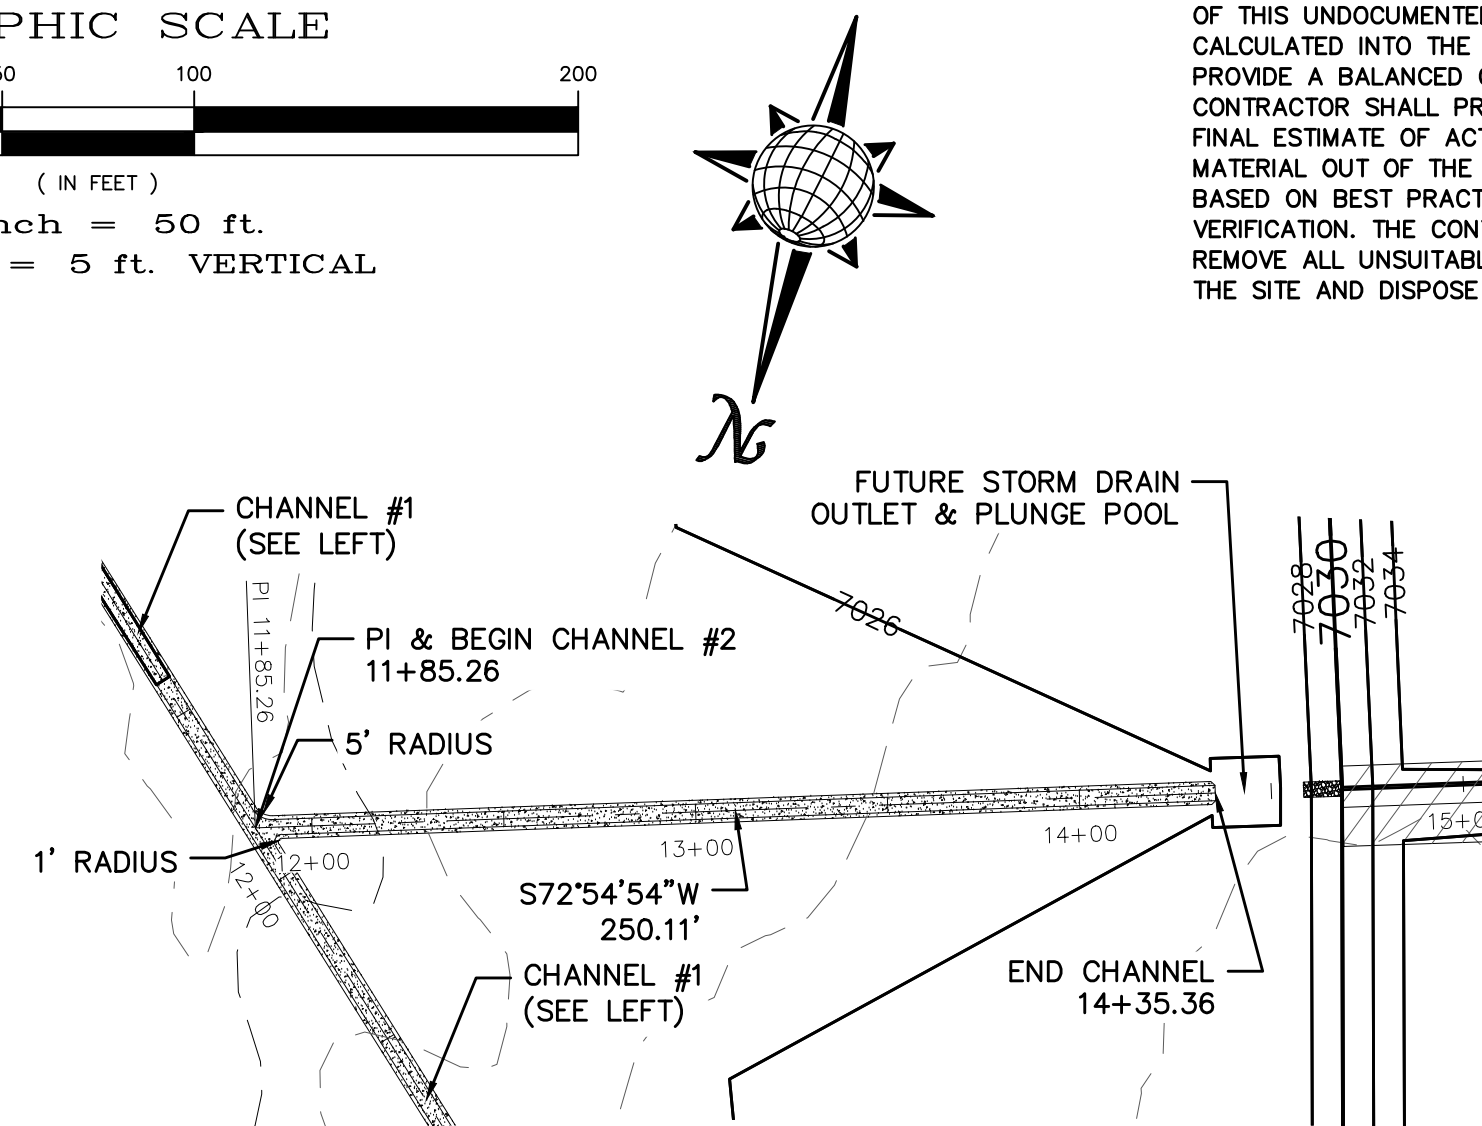 PHIC SCALE
100
200
( IN FEET )
= 50 ft.
= 5 ft. VERTICAL
OF THIS UNDOCUMENTE
CALCULATED INTO THE
PROVIDE A BALANCED
CONTRACTOR SHALL PR
FINAL ESTIMATE OF ACT
MATERIAL OUT OF THE
BASED ON BEST PRACT
VERIFICATION. THE CON
REMOVE ALL UNSUITABL
THE SITE AND DISPOSE
N
FUTURE STORM DRAIN
OUTLET & PLUNGE POOL
CHANNEL #1
(SEE LEFT)
7028
7030
7032
7034
7026
PI 11+85.26
PI & BEGIN CHANNEL #2
11+85.26
5' RADIUS
1' RADIUS
12+00
12+00
13+00
14+00
15+0
S72°54'54"W
250.11'
CHANNEL #1
(SEE LEFT)
END CHANNEL
14+35.36